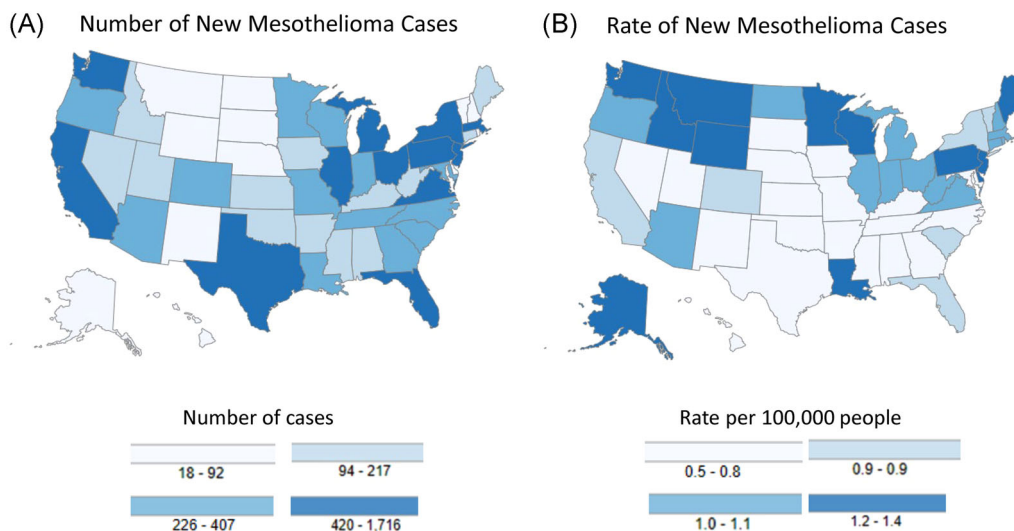 (A) Number of New Mesothelioma Cases
(B) Rate of New Mesothelioma Cases
Number of cases
18 - 92
94 - 217
226 - 407
420 - 1.716
Rate per 100,000 people
0.5 - 0.8
0.9 - 0.9
1.0 - 1.1
1.2 - 1.4